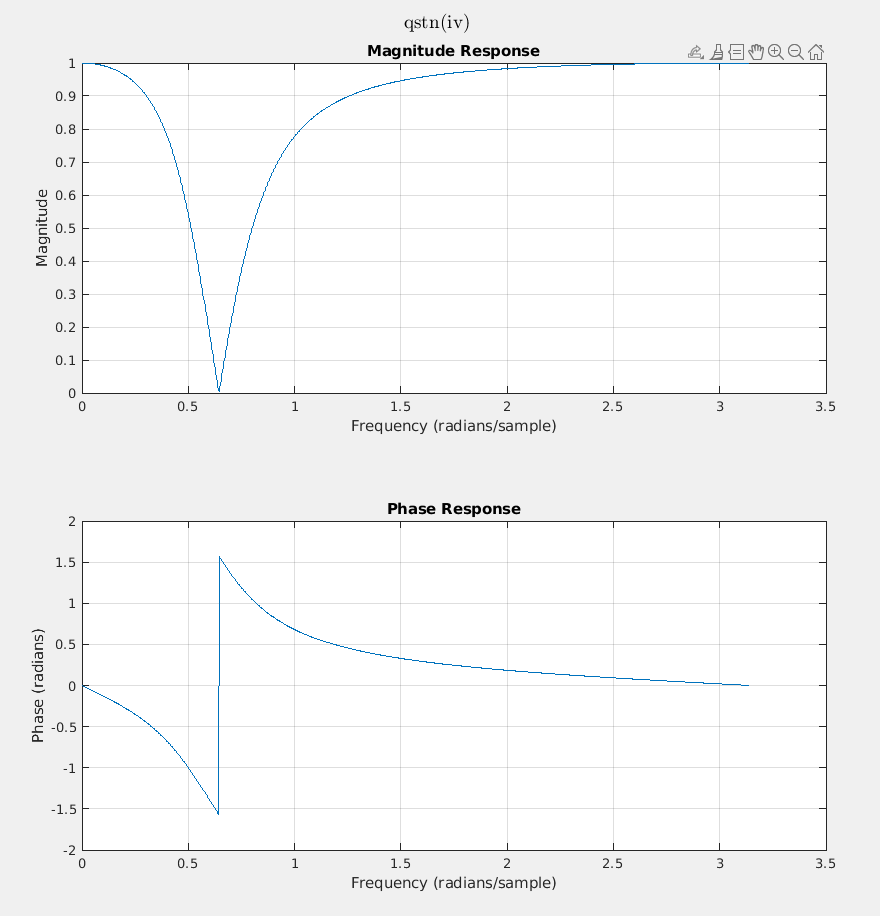 qstn(iv)
Magnitude Response
1
0.9
0.8
0.7
0.6
0.5
0.4
0.3
0.2
0.1
0
Magnitude
0 0.5 1 1.5 2 2.5 3 3.5
Frequency (radians/sample)
Phase Response
2
1.5
1
0.5
0
-0.5
-1
-1.5
-2
Phase (radians)
0 0.5 1 1.5 2 2.5 3 3.5
Frequency (radians/sample)